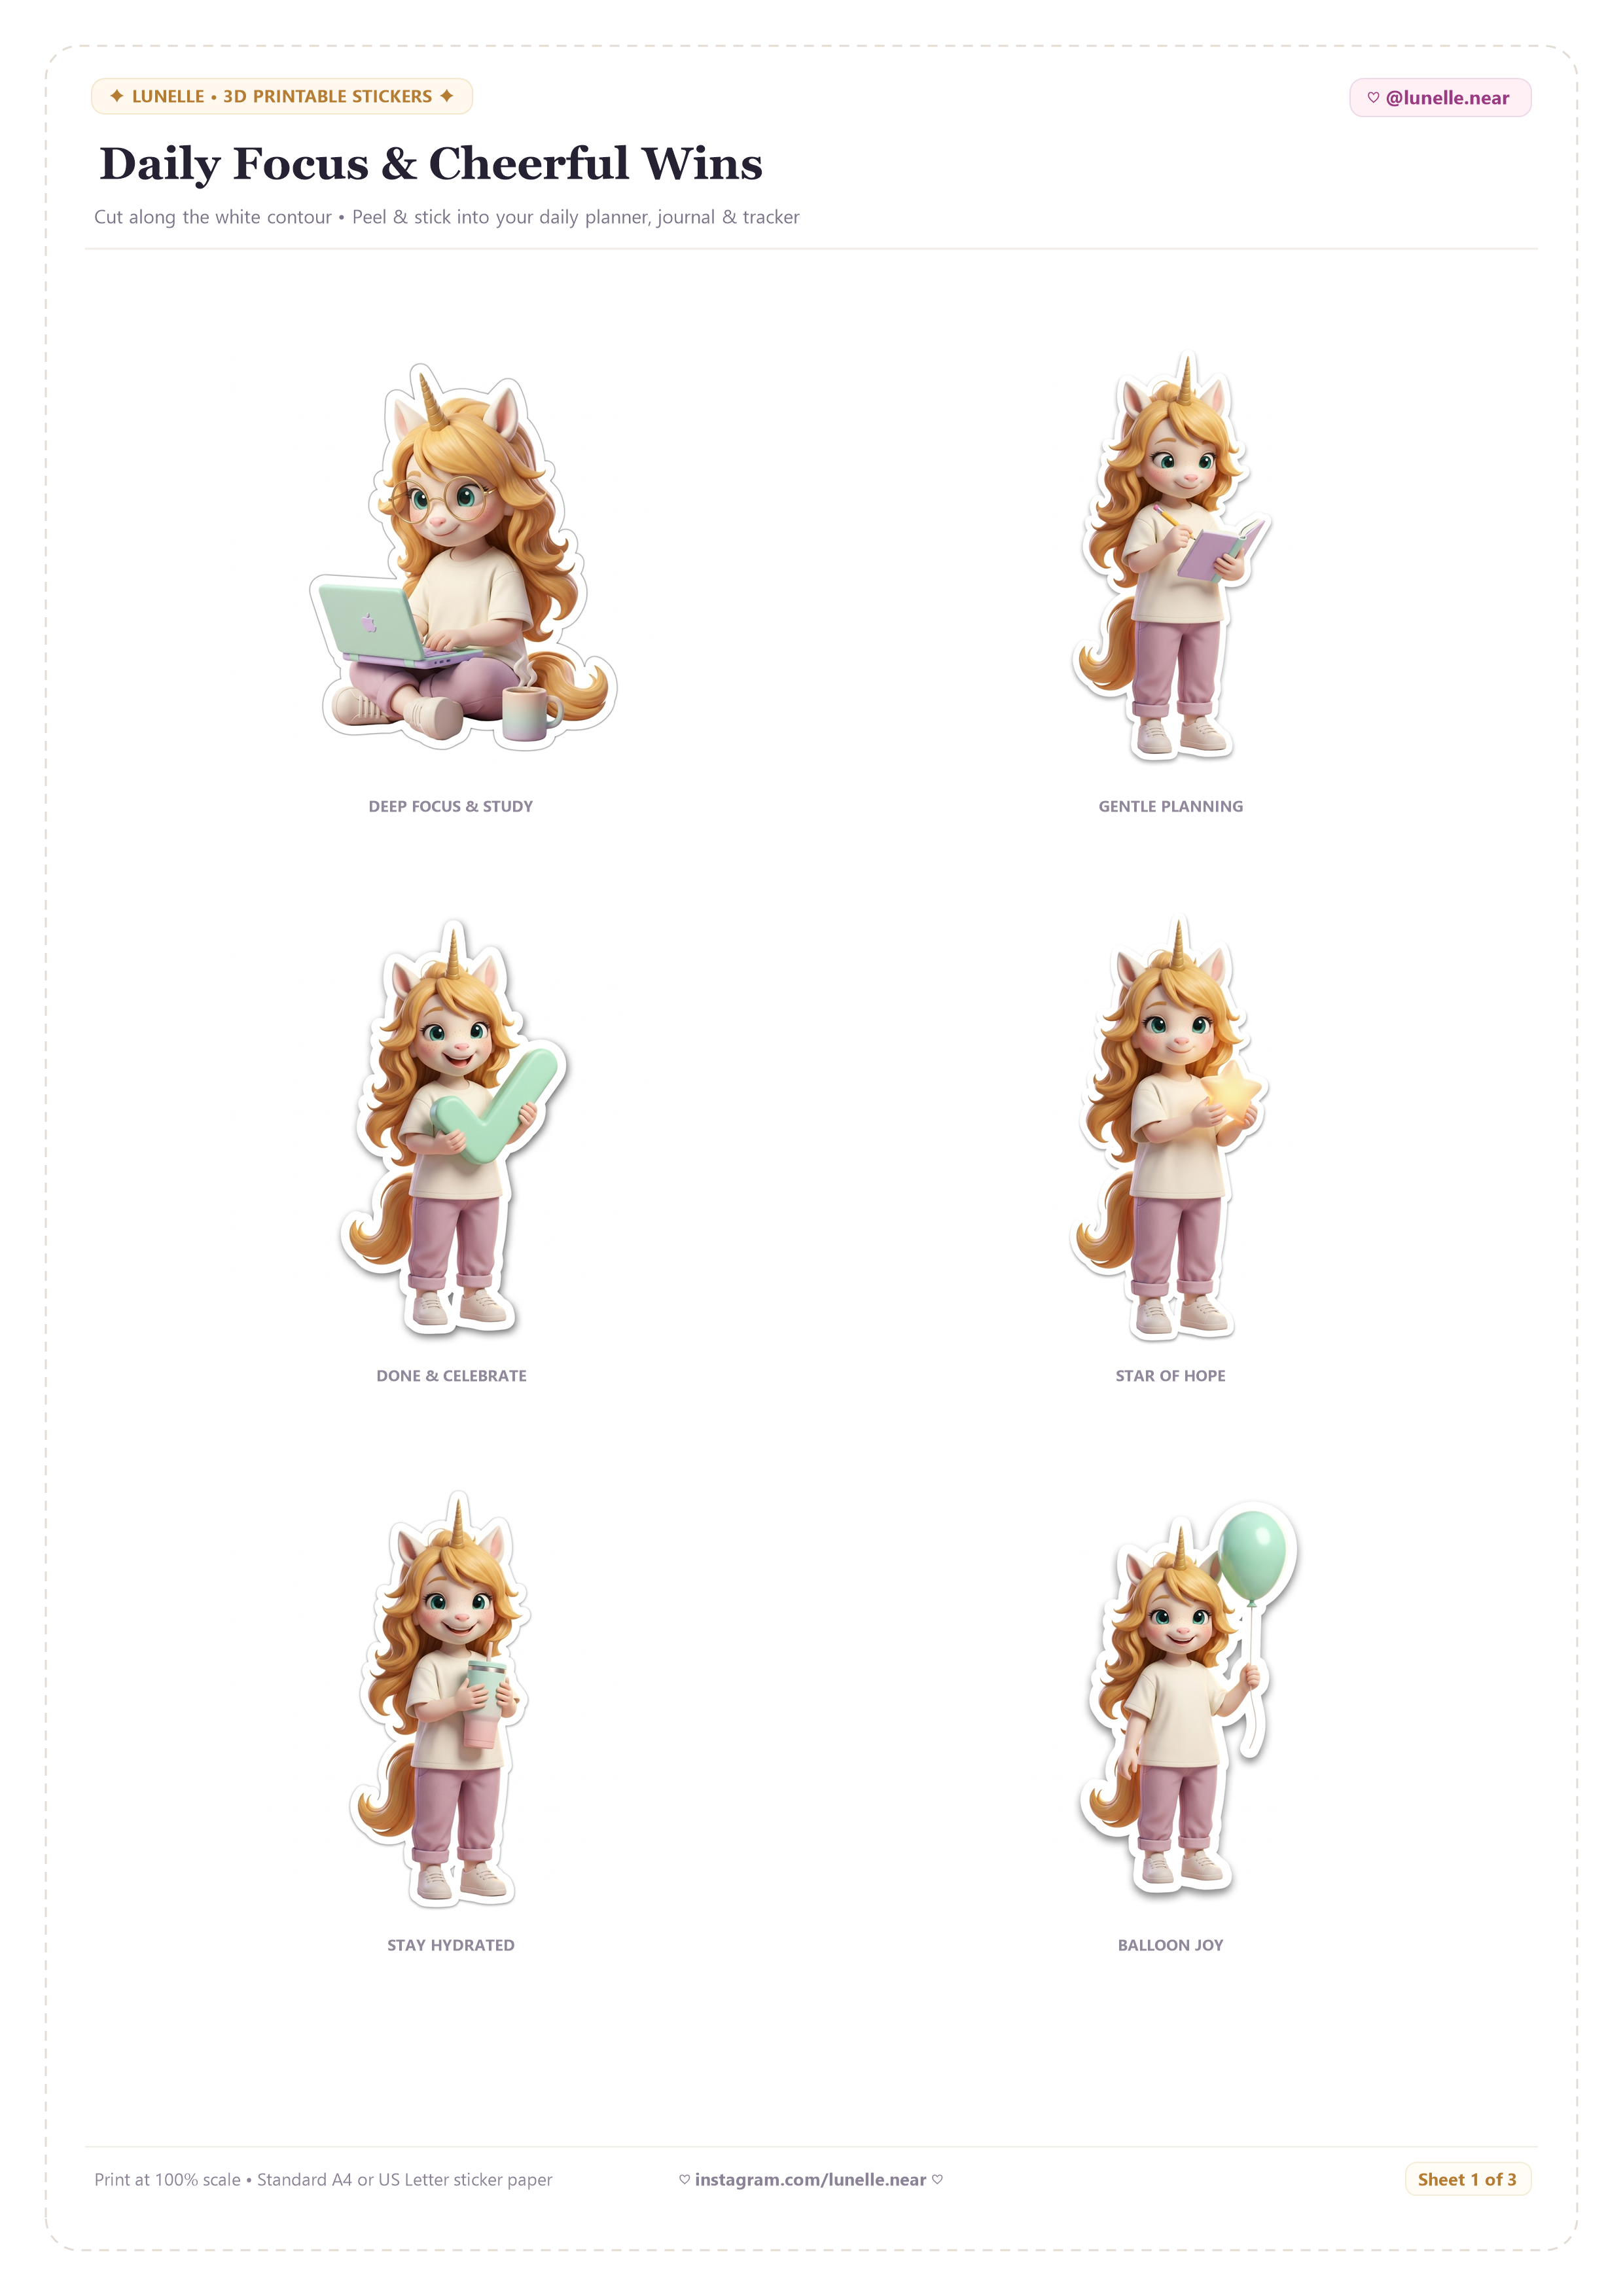 ✦ LUNELLE • 3D PRINTABLE STICKERS ✦
♡ @lunelle.near
Daily Focus & Cheerful Wins
Cut along the white contour • Peel & stick into your daily planner, journal & tracker
DEEP FOCUS & STUDY
GENTLE PLANNING
DONE & CELEBRATE
STAR OF HOPE
STAY HYDRATED
BALLOON JOY
Print at 100% scale • Standard A4 or US Letter sticker paper
♡ instagram.com/lunelle.near ♡
Sheet 1 of 3